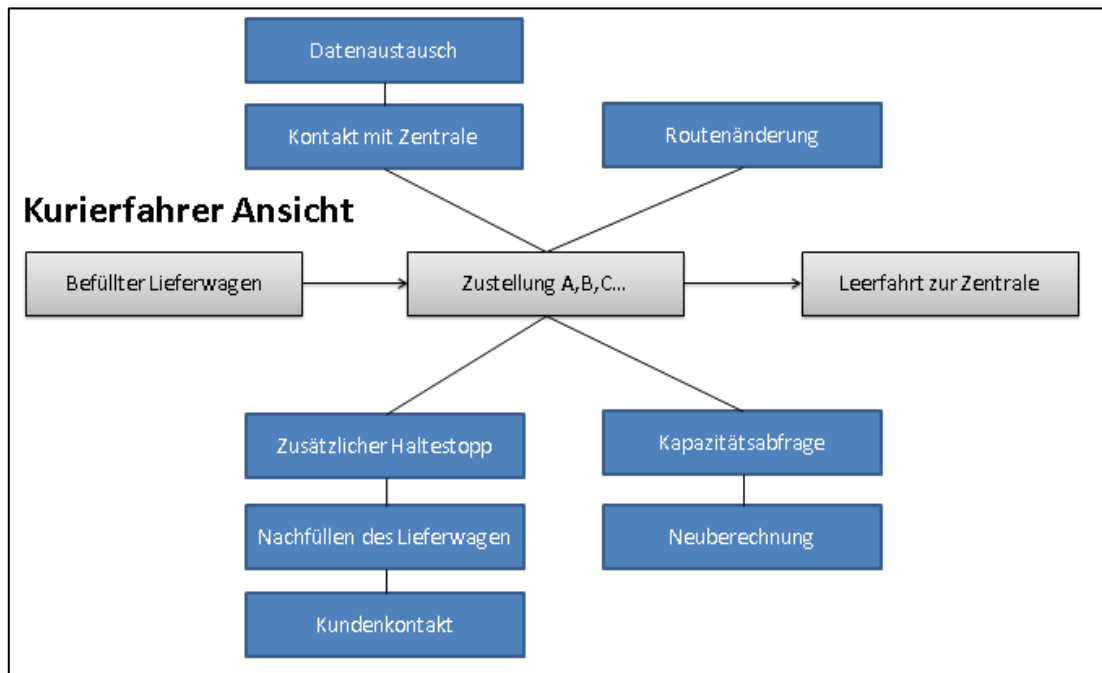 Datenaustausch
Kontakt mit Zentrale
Routenänderung
Kurierfahrer Ansicht
Befüllter Lieferwagen
Zustellung A,B,C...
Leerfahrt zur Zentrale
Zusätzlicher Haltestopp
Kapazitätsabfrage
Nachfüllen des Lieferwagen
Neuberechnung
Kundenkontakt